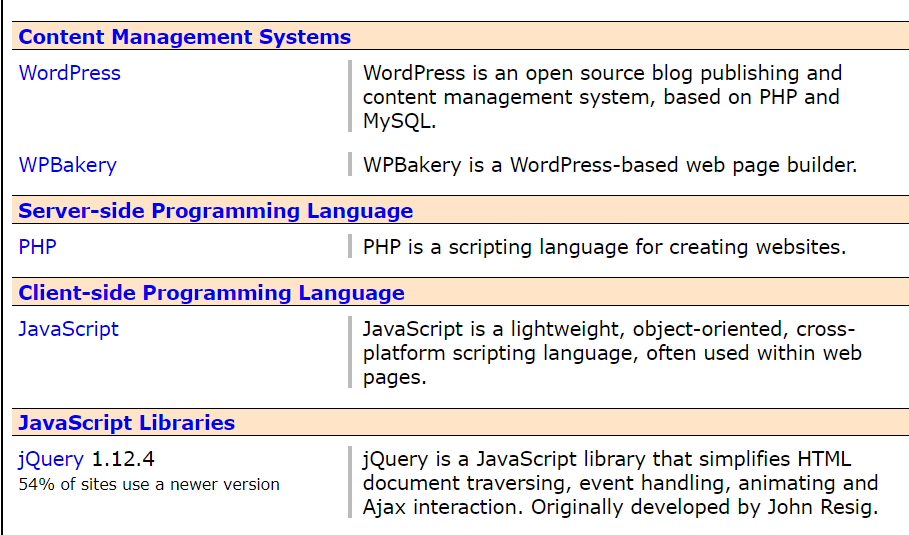 Content Management Systems
WordPress
WordPress is an open source blog publishing and
content management system, based on PHP and
MySQL.
WPBakery
WPBakery is a WordPress-based web page builder.
Server-side Programming Language
PHP
PHP is a scripting language for creating websites.
Client-side Programming Language
JavaScript
JavaScript is a lightweight, object-oriented, cross-
platform scripting language, often used within web
pages.
JavaScript Libraries
jQuery 1.12.4
54% of sites use a newer version
jQuery is a JavaScript library that simplifies HTML
document traversing, event handling, animating and
Ajax interaction. Originally developed by John Resig.